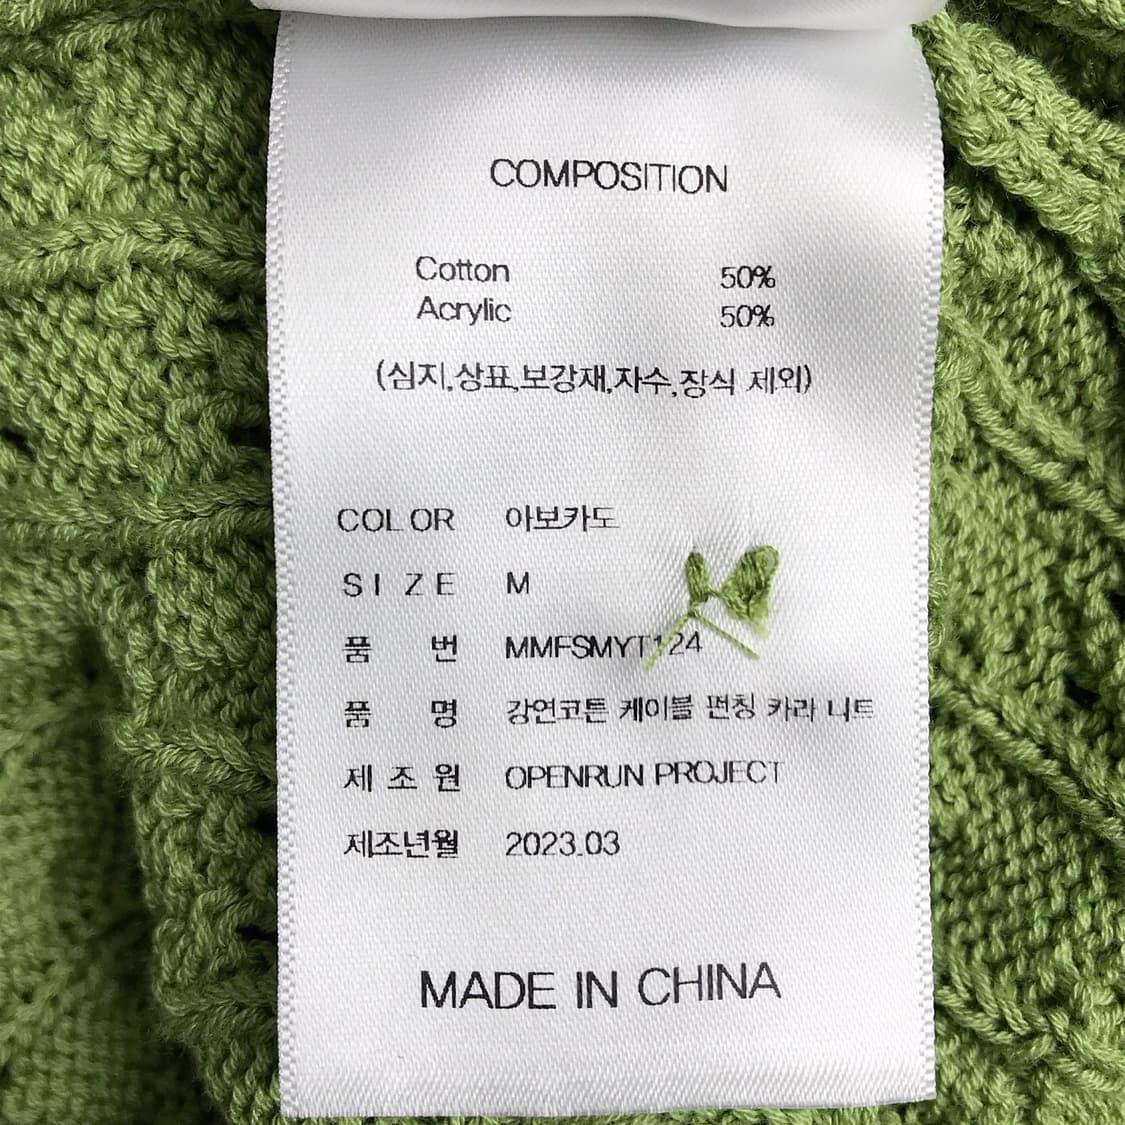 COMPOSITION
Cotton 50%
Acrylic 50%
(심지,상표,보강재,자수,장식 제외)
COLOR 아보카도
SIZE M
품 번 MMFSMYT124
품 명 강연코튼 케이블 펀칭 카라 니트
제 조 원 OPENRUN PROJECT
제조년월 2023.03
MADE IN CHINA